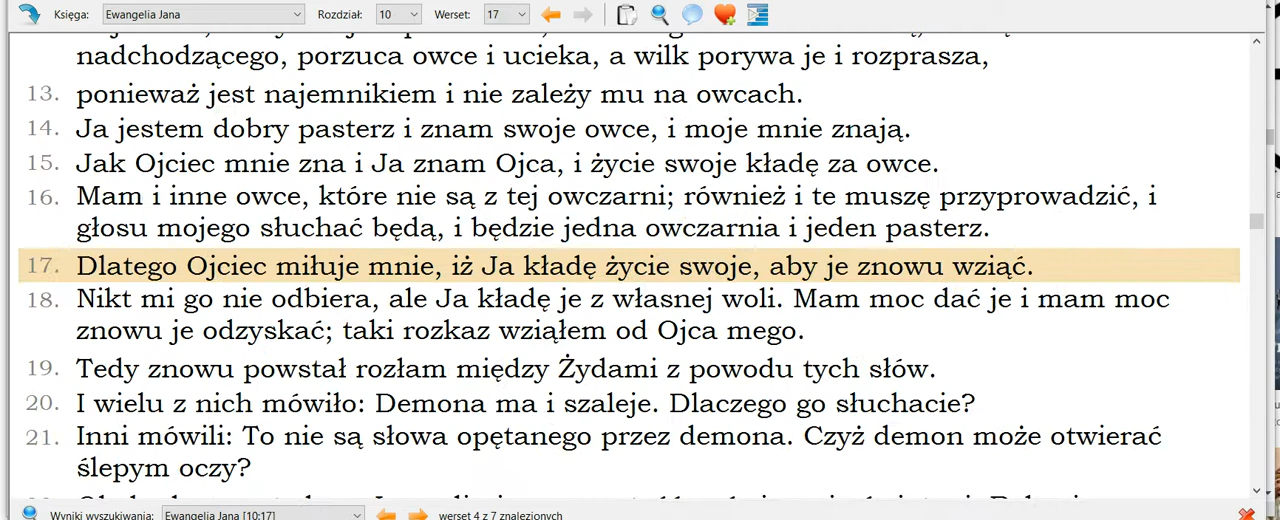 Księga: Ewangelia Jana Rozdział: 10 Werset: 17
nadchodzącego, porzuca owce i ucieka, a wilk porywa je i rozprasza,
13. ponieważ jest najemnikiem i nie zależy mu na owcach.
14. Ja jestem dobry pasterz i znam swoje owce, i moje mnie znają.
15. Jak Ojciec mnie zna i Ja znam Ojca, i życie swoje kładę za owce.
16. Mam i inne owce, które nie są z tej owczarni; również i te muszę przyprowadzić, i
głosu mojego słuchać będą, i będzie jedna owczarnia i jeden pasterz.
17. Dlatego Ojciec miłuje mnie, iż Ja kładę życie swoje, aby je znowu wziąć.
18. Nikt mi go nie odbiera, ale Ja kładę je z własnej woli. Mam moc dać je i mam moc
znowu je odzyskać; taki rozkaz wziąłem od Ojca mego.
19. Tedy znowu powstał rozłam między Żydami z powodu tych słów.
20. I wielu z nich mówiło: Demona ma i szaleje. Dlaczego go słuchacie?
21. Inni mówili: To nie są słowa opętanego przez demona. Czyż demon może otwierać
ślepym oczy?
Wyniki wyszukiwania: Ewangelia Jana [10:17] werset 4 z 7 znalezionych